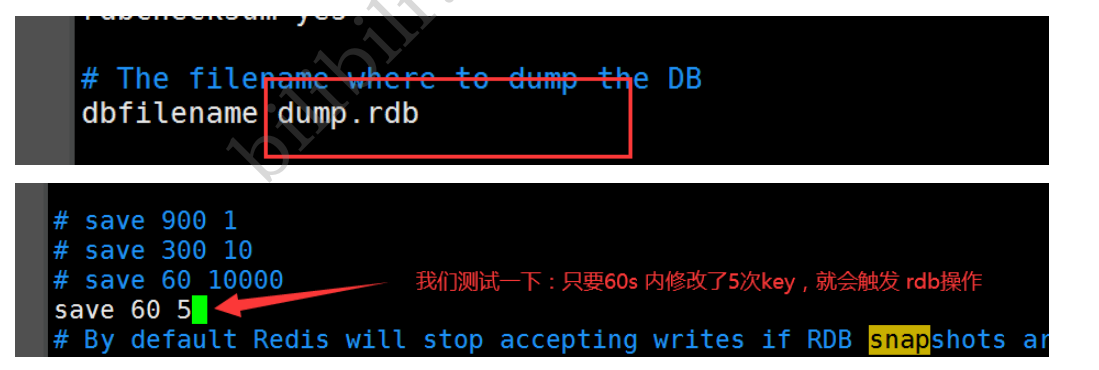 rdbchecksum yes
# The filename where to dump the DB
dbfilename dump.rdb
bilibili
# save 900 1
# save 300 10
# save 60 10000
我们测试一下：只要60s 内修改了5次key，就会触发 rdb操作
save 60 5
# By default Redis will stop accepting writes if RDB snapshots ar